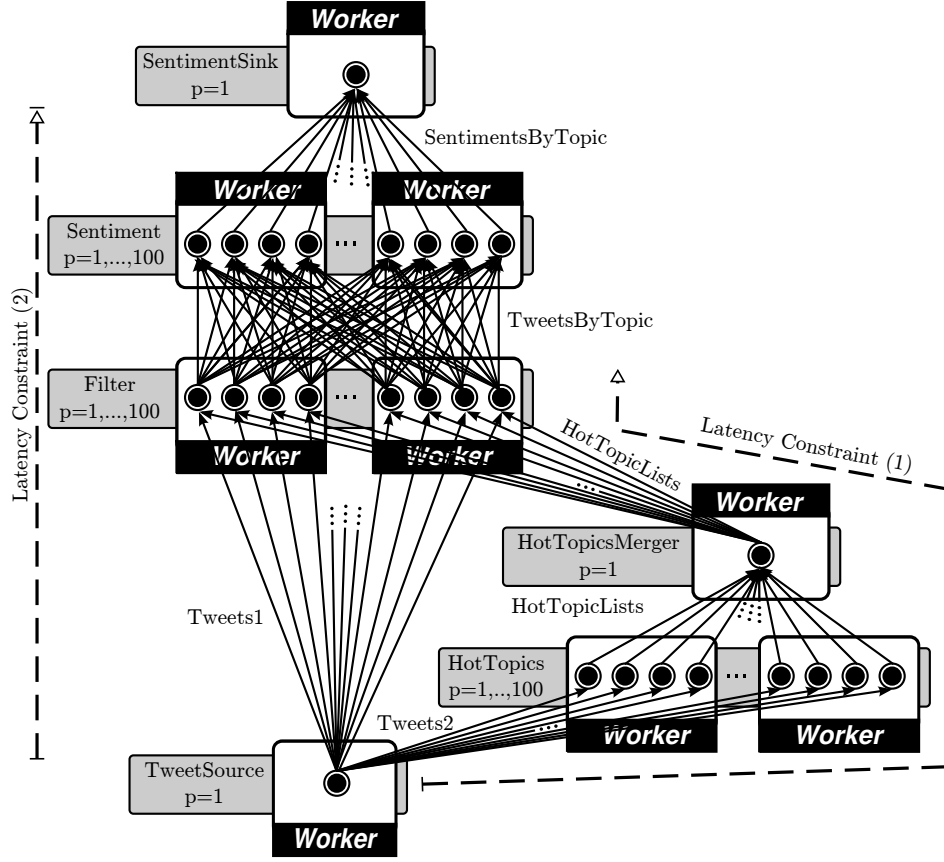 Worker
SentimentSink
p=1
SentimentsByTopic
Worker
Worker
Sentiment
p=1,...,100
...
TweetsByTopic
Latency Constraint (2)
Filter
p=1,...,100
...
Worker
Worker
HotTopicLists
Latency Constraint (1)
Worker
HotTopicsMerger
p=1
HotTopicLists
Tweets1
HotTopics
p=1,..,100
...
Worker
Worker
Tweets2
TweetSource
p=1
Worker